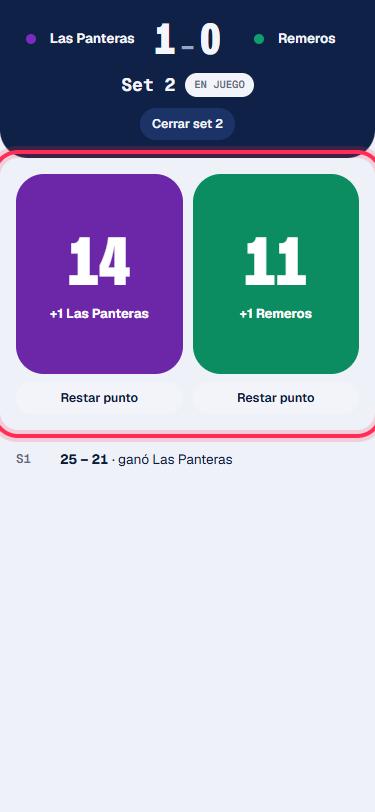 Las Panteras 1 – 0 Remeros
Set 2 EN JUEGO
Cerrar set 2
14 11
+1 Las Panteras +1 Remeros
Restar punto Restar punto
S1 25 – 21 · ganó Las Panteras